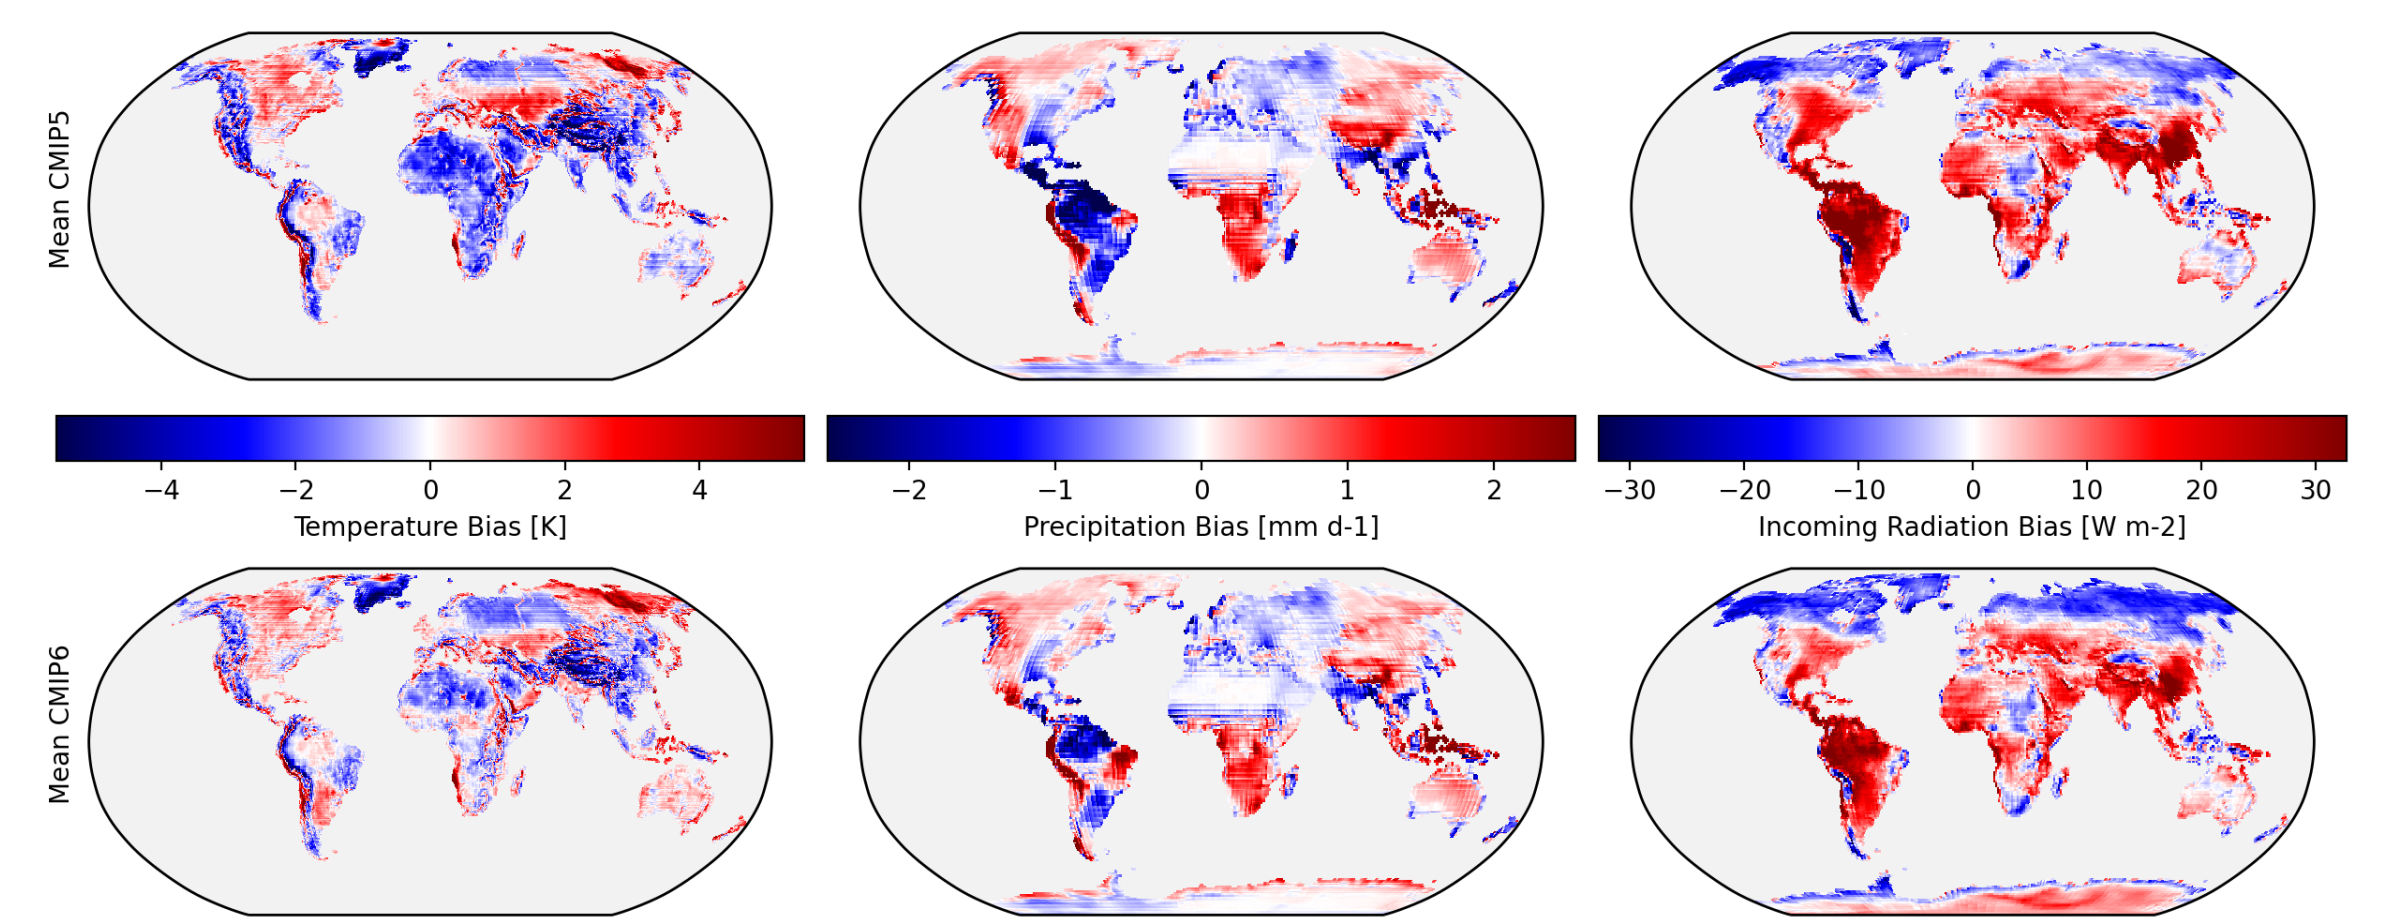 Mean CMIP5
−4 −2 0 2 4
Temperature Bias [K]
−2 −1 0 1 2
Precipitation Bias [mm d-1]
−30 −20 −10 0 10 20 30
Incoming Radiation Bias [W m-2]
Mean CMIP6